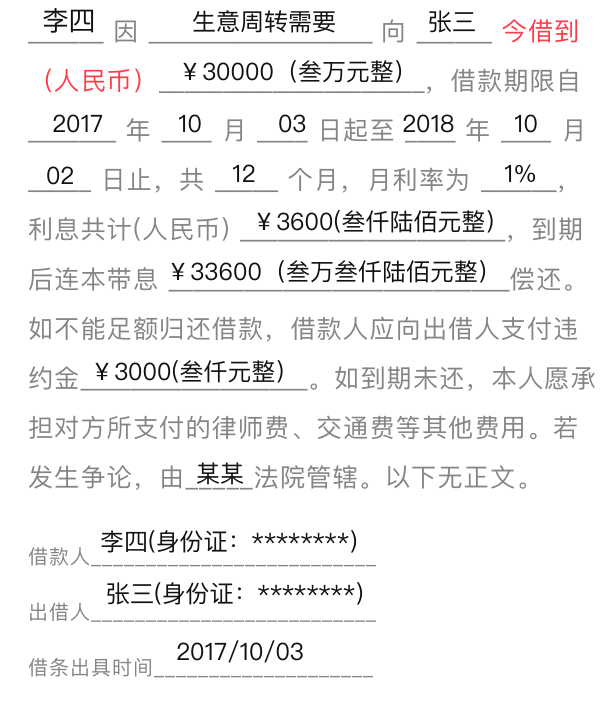 李四 因 生意周转需要 向 张三 今借到
（人民币）￥30000（叁万元整），借款期限自
2017 年 10 月 03 日起至 2018 年 10 月
02 日止，共 12 个月，月利率为 1%，
利息共计(人民币) ￥3600(叁仟陆佰元整)，到期
后连本带息 ￥33600（叁万叁仟陆佰元整）偿还。
如不能足额归还借款，借款人应向出借人支付违
约金￥3000(叁仟元整)。如到期未还，本人愿承
担对方所支付的律师费、交通费等其他费用。若
发生争论，由某某法院管辖。以下无正文。
借款人李四(身份证：********)
出借人张三(身份证：********)
借条出具时间2017/10/03